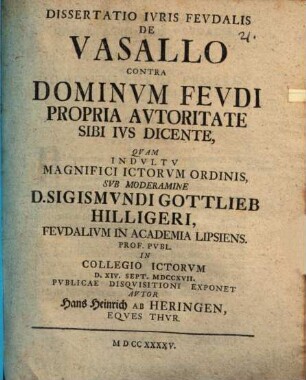 DISSERTATIO IVRIS FEVDALIS
DE
VASALLO
CONTRA
DOMINVM FEVDI
PROPRIA AVTORITATE
SIBI IVS DICENTE,
QVAM
INDVLTV
MAGNIFICI ICTORVM ORDINIS,
SVB MODERAMINE
D. SIGISMVNDI GOTTLIEB
HILLIGERI,
FEVDALIVM IN ACADEMIA LIPSIENS.
PROF. PVBL.
IN
COLLEGIO ICTORVM
D. XIV. SEPT. MDCCXVII.
PVBLICAE DISQVISITIONI EXPONET
AVTOR
Hans Heinrich AB HERINGEN,
EQVES THVR.
MDCCXXXXV.